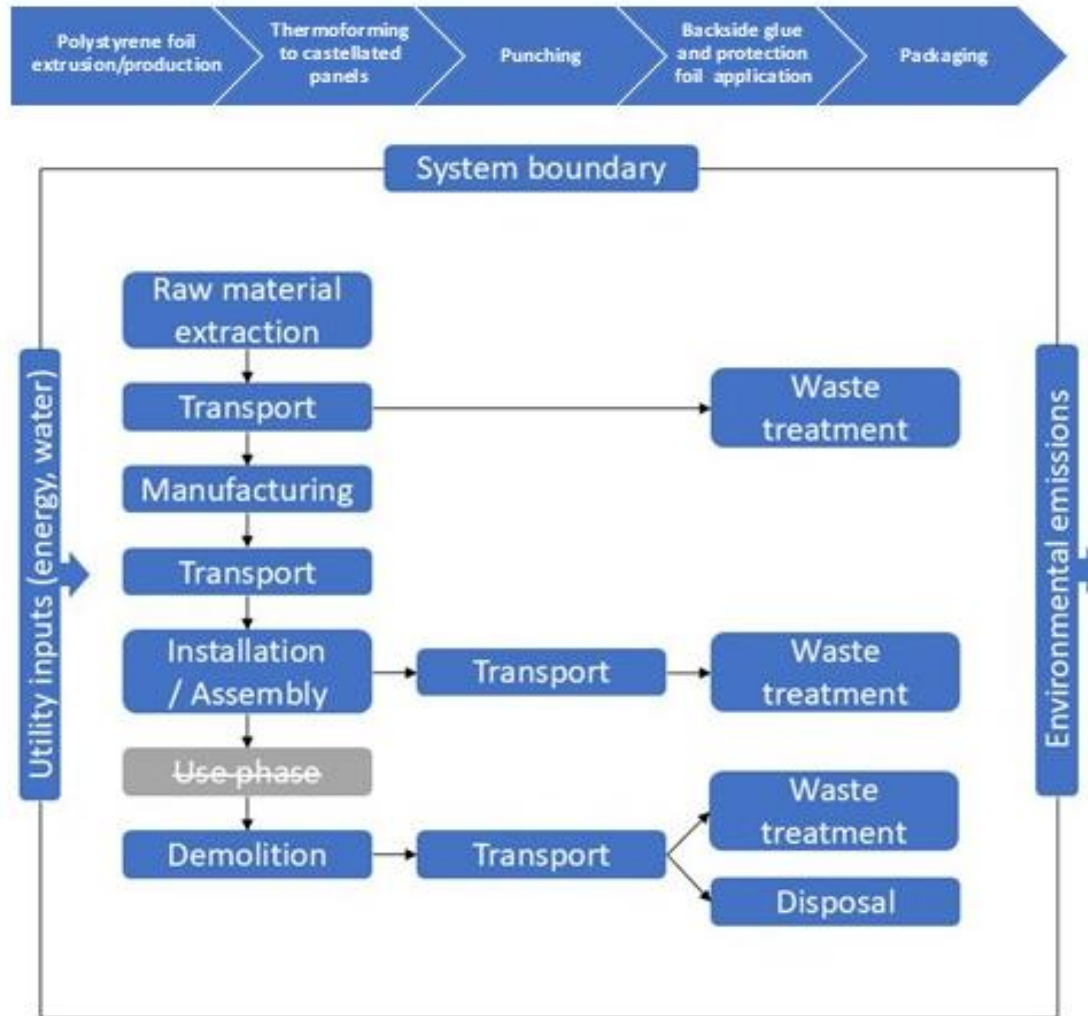 Polystyrene foil
extrusion/production
Thermoforming
to castellated
panels
Punching
Backside glue
and protection
foil application
Packaging
System boundary
Utility inputs (energy, water)
Raw material
extraction
Transport
Waste
treatment
Manufacturing
Transport
Installation
/ Assembly
Transport
Waste
treatment
Use phase
Demolition
Transport
Waste
treatment
Disposal
Environmental emissions